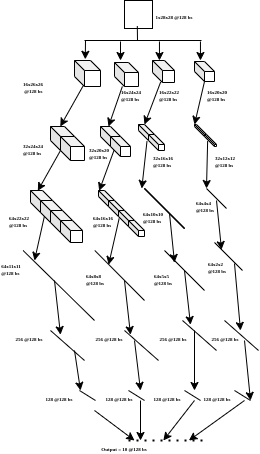 1x28x28 @128 bs
16x26x26
@128 bs
16x24x24
@128 bs
16x22x22
@128 bs
16x20x20
@128 bs
32x24x24
@128 bs
32x20x20
@128 bs
32x16x16
@128 bs
32x12x12
@128 bs
64x22x22
@128 bs
64x16x16
@128 bs
64x10x10
@128 bs
64x4x4
@128 bs
64x11x11
@128 bs
64x8x8
@128 bs
64x5x5
@128 bs
64x2x2
@128 bs
256 @128 bs
256 @128 bs
256 @128 bs
256 @128 bs
128 @128 bs
128 @128 bs
128 @128 bs
128 @128 bs
Output = 10 @128 bs